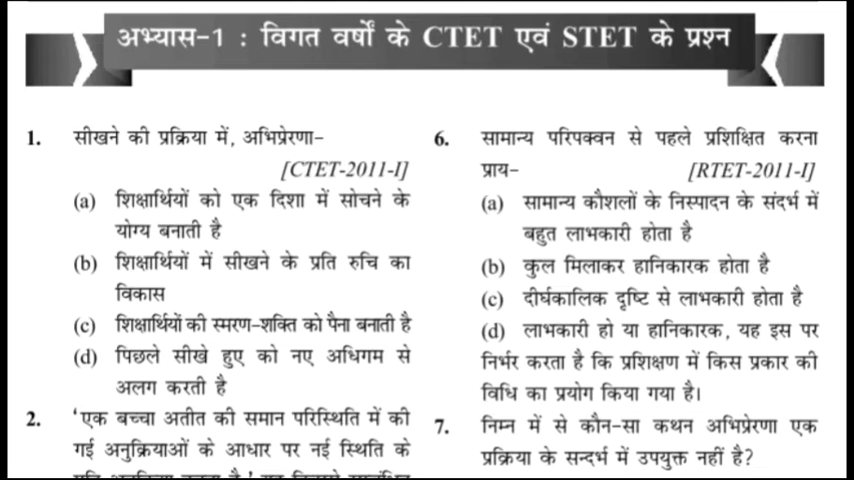 अभ्यास-1 : विगत वर्षों के CTET एवं STET के प्रश्न
1. सीखने की प्रक्रिया में, अभिप्रेरणा-
[CTET-2011-I]
(a) शिक्षार्थियों को एक दिशा में सोचने के
योग्य बनाती है
(b) शिक्षार्थियों में सीखने के प्रति रुचि का
विकास
(c) शिक्षार्थियों की स्मरण-शक्ति को पैना बनाती है
(d) पिछले सीखे हुए को नए अधिगम से
अलग करती है
2. 'एक बच्चा अतीत की समान परिस्थिति में की
गई अनुक्रियाओं के आधार पर नई स्थिति के
6. सामान्य परिपक्वन से पहले प्रशिक्षित करना
प्राय- [RTET-2011-I]
(a) सामान्य कौशलों के निस्पादन के संदर्भ में
बहुत लाभकारी होता है
(b) कुल मिलाकर हानिकारक होता है
(c) दीर्घकालिक दृष्टि से लाभकारी होता है
(d) लाभकारी हो या हानिकारक, यह इस पर
निर्भर करता है कि प्रशिक्षण में किस प्रकार की
विधि का प्रयोग किया गया है।
7. निम्न में से कौन-सा कथन अभिप्रेरणा एक
प्रक्रिया के सन्दर्भ में उपयुक्त नहीं है?